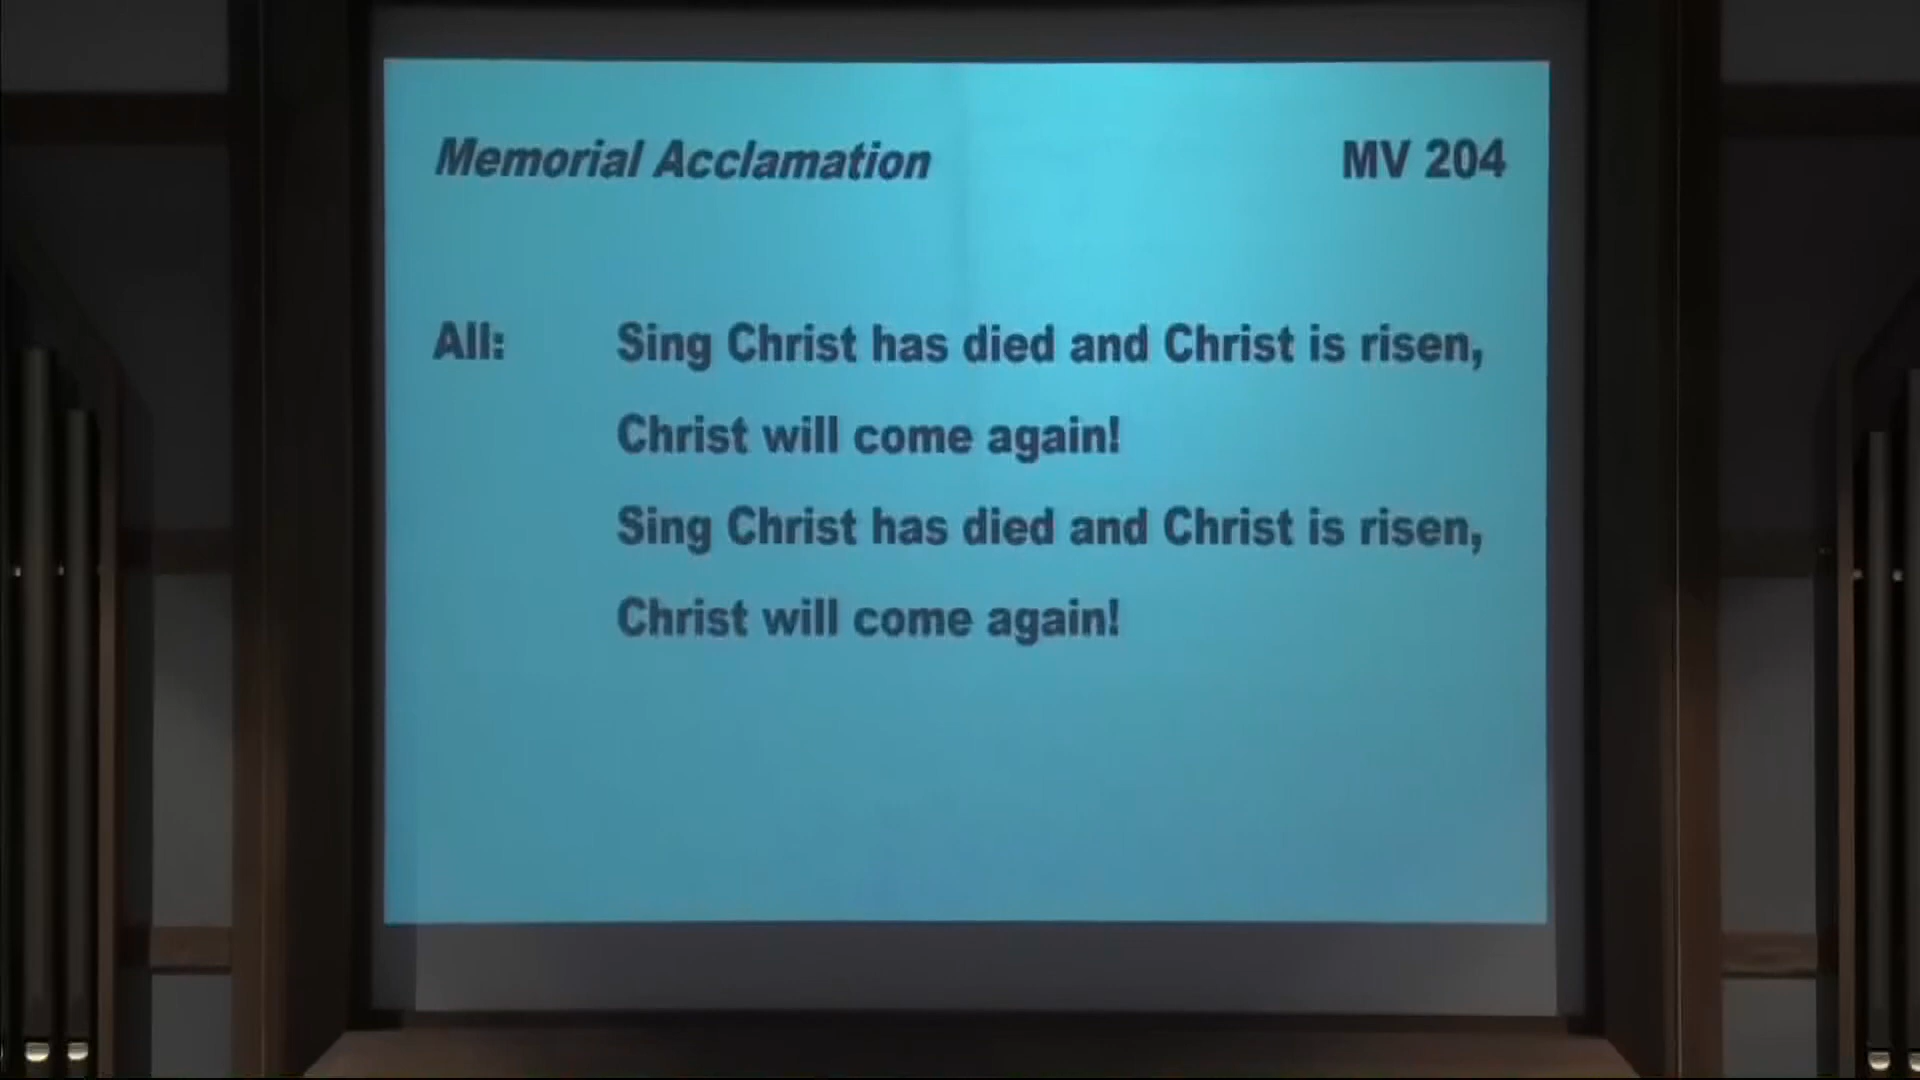 Memorial Acclamation MV 204
All: Sing Christ has died and Christ is risen,
Christ will come again!
Sing Christ has died and Christ is risen,
Christ will come again!